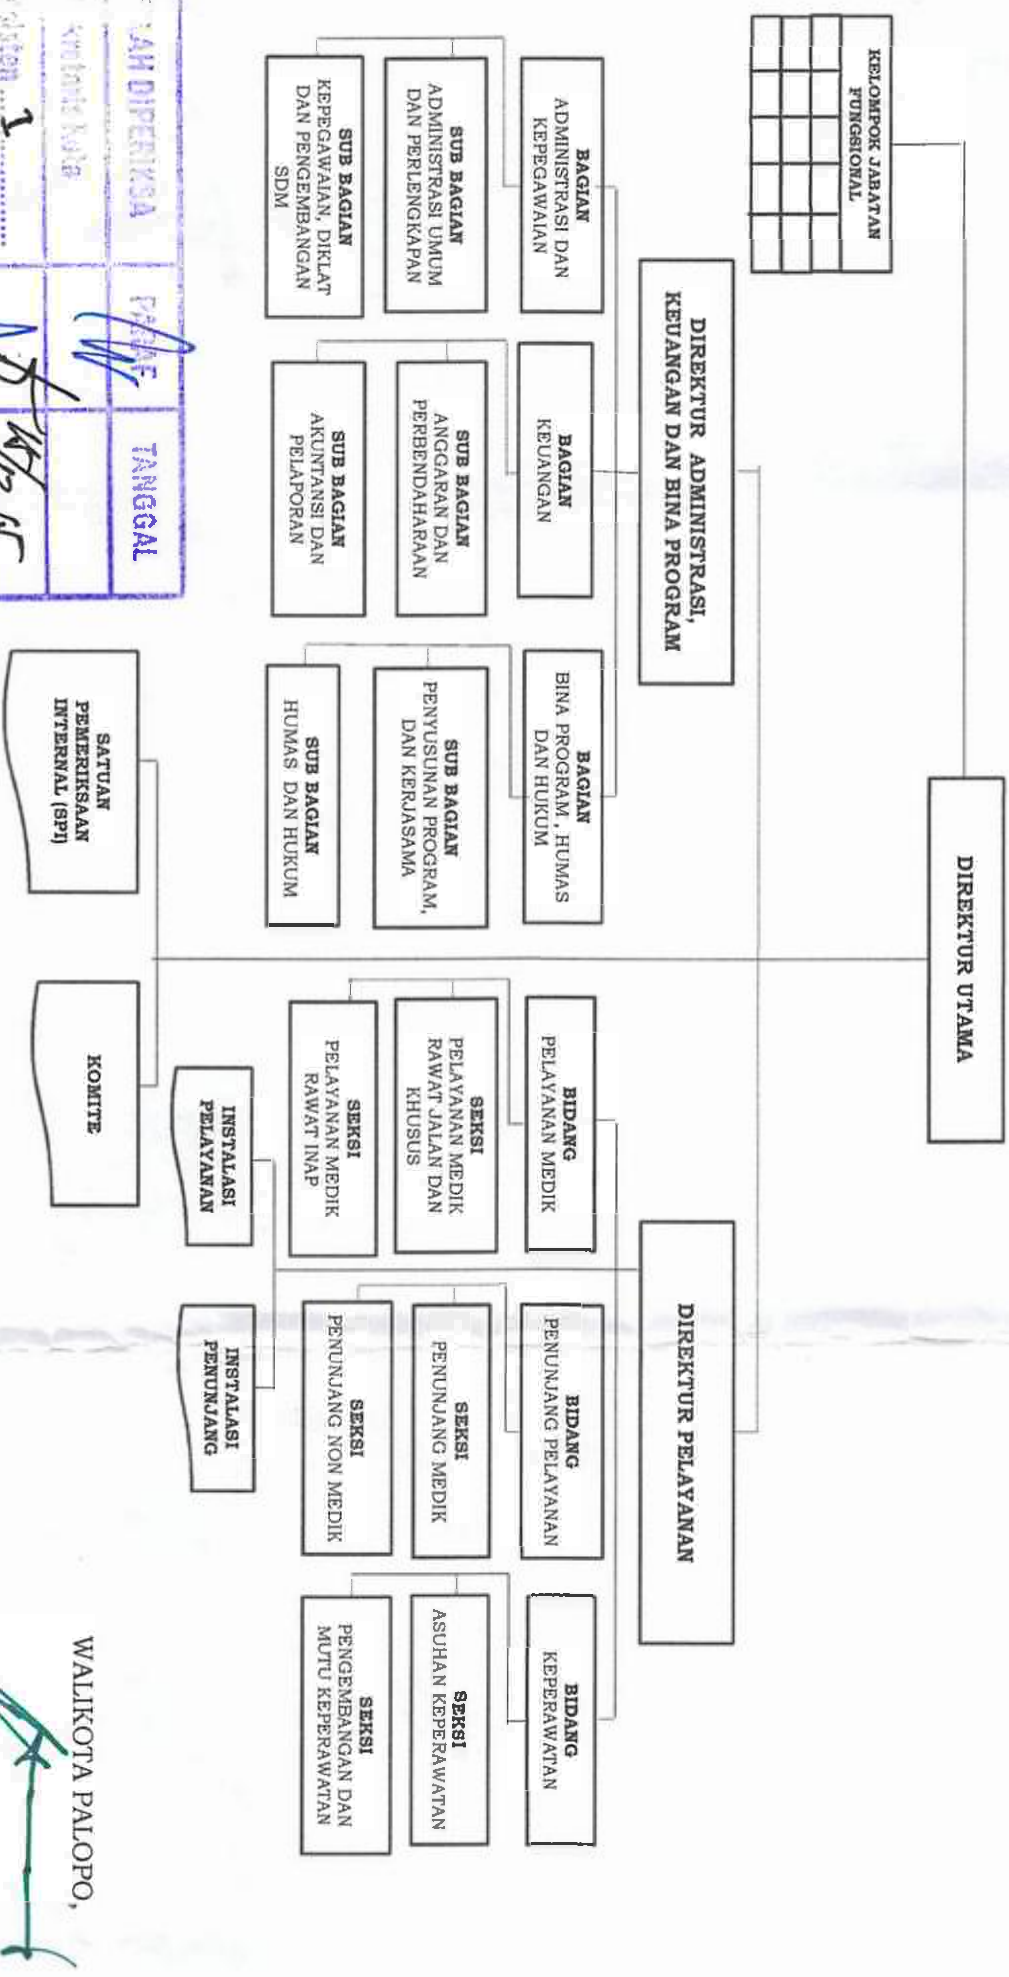 DIREKTUR UTAMA
KELOMPOK JABATAN
FUNGSIONAL
DIREKTUR ADMINISTRASI,
KEUANGAN DAN BINA PROGRAM
DIREKTUR PELAYANAN
BAGIAN
ADMINISTRASI DAN
KEPEGAWAIAN
BAGIAN
KEUANGAN
BAGIAN
BINA PROGRAM , HUMAS
DAN HUKUM
BIDANG
PELAYANAN MEDIK
BIDANG
PENUNJANG PELAYANAN
BIDANG
KEPERAWATAN
SUB BAGIAN
ADMINISTRASI UMUM
DAN PERLENGKAPAN
SUB BAGIAN
ANGGARAN DAN
PERBENDAHARAAN
SUB BAGIAN
PENYUSUNAN PROGRAM,
DAN KERJASAMA
SEKSI
PELAYANAN MEDIK
RAWAT JALAN DAN
KHUSUS
SEKSI
PENUNJANG MEDIK
SEKSI
ASUHAN KEPERAWATAN
SUB BAGIAN
KEPEGAWAIAN, DIKLAT
DAN PENGEMBANGAN
SDM
SUB BAGIAN
AKUNTANSI DAN
PELAPORAN
SUB BAGIAN
HUMAS DAN HUKUM
SEKSI
PELAYANAN MEDIK
RAWAT INAP
SEKSI
PENUNJANG NON MEDIK
SEKSI
PENGEMBANGAN DAN
MUTU KEPERAWATAN
INSTALASI
PELAYANAN
INSTALASI
PENUNJANG
SATUAN
PEMERIKSAAN
INTERNAL (SPI)
KOMITE
DIPERIKSA PARAF TANGGAL
1
WALIKOTA PALOPO,